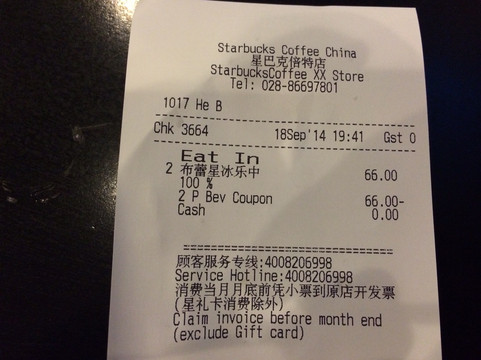 Starbucks Coffee China
星巴克倍特店
StarbucksCoffee XX Store
Tel: 028-86697801
1017 He B
Chk 3664 18Sep'14 19:41 Gst 0
Eat In
2 布蕾星冰乐中 66.00
100 %
2 P Bev Coupon 66.00-
Cash 0.00
顾客服务专线:4008206998
Service Hotline:4008206998
消费当月月底前凭小票到原店开发票
(星礼卡消费除外)
Claim invoice before month end
(exclude Gift card)